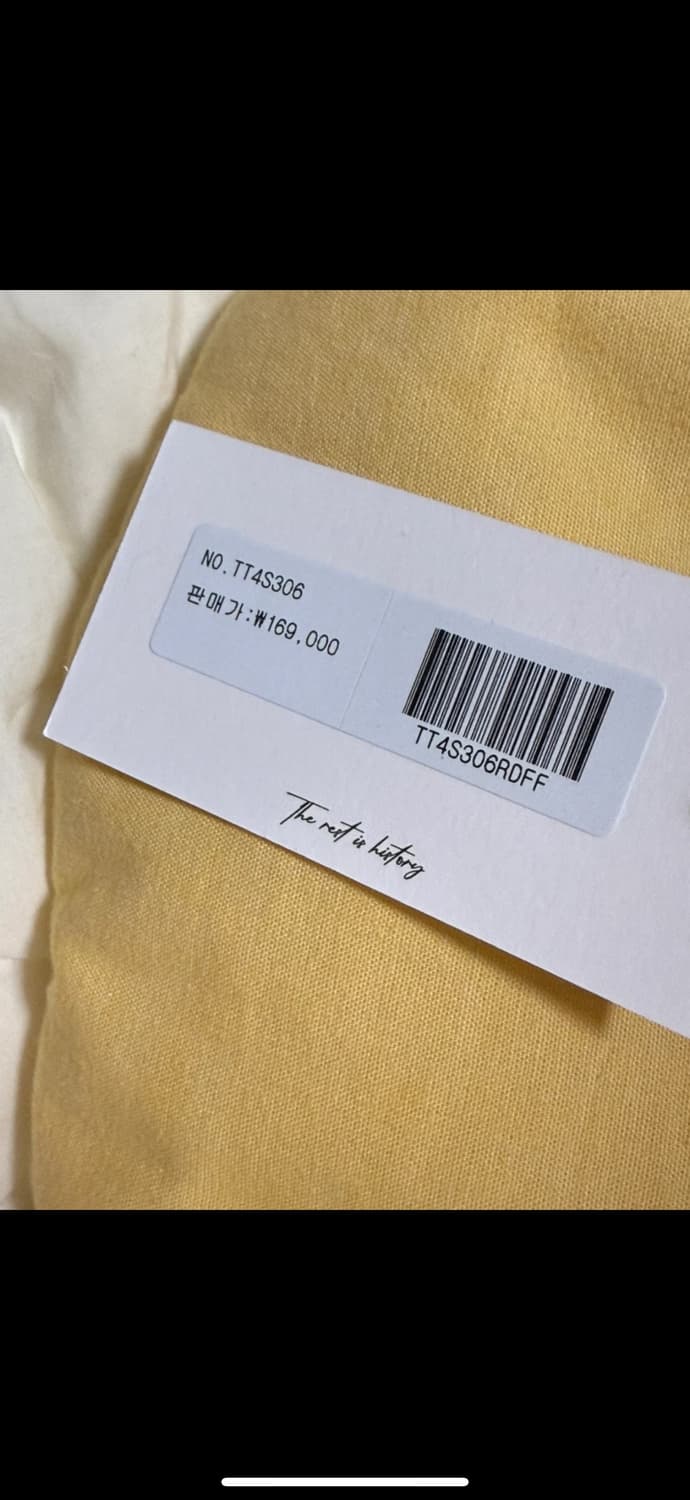 NO.TT4S306
판매가:₩169,000
TT4S306RDFF
The rest is history